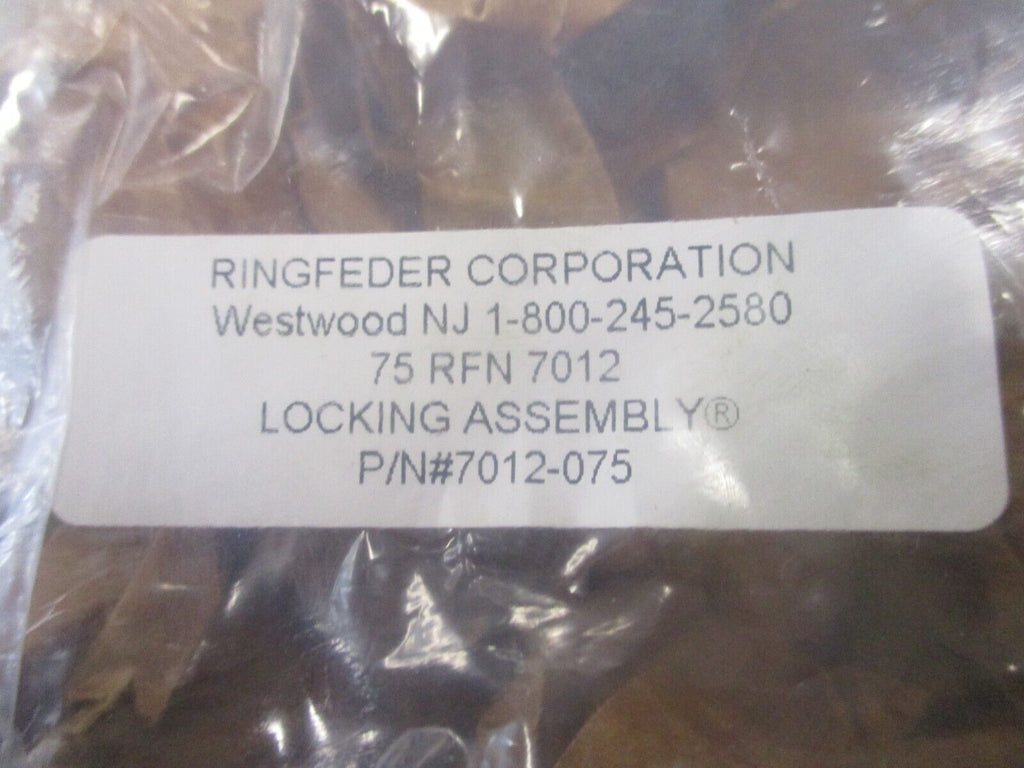 RINGFEDER CORPORATION
Westwood NJ 1-800-245-2580
75 RFN 7012
LOCKING ASSEMBLY®
P/N#7012-075